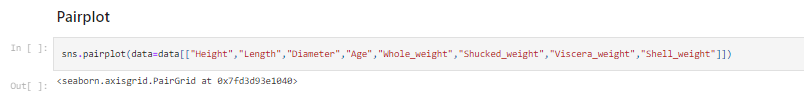 Pairplot
In [ ]: sns.pairplot(data=data[["Height","Length","Diameter","Age","Whole_weight","Shucked_weight","Viscera_weight","Shell_weight"]])
Out[ ]: <seaborn.axisgrid.PairGrid at 0x7fd3d93e1040>